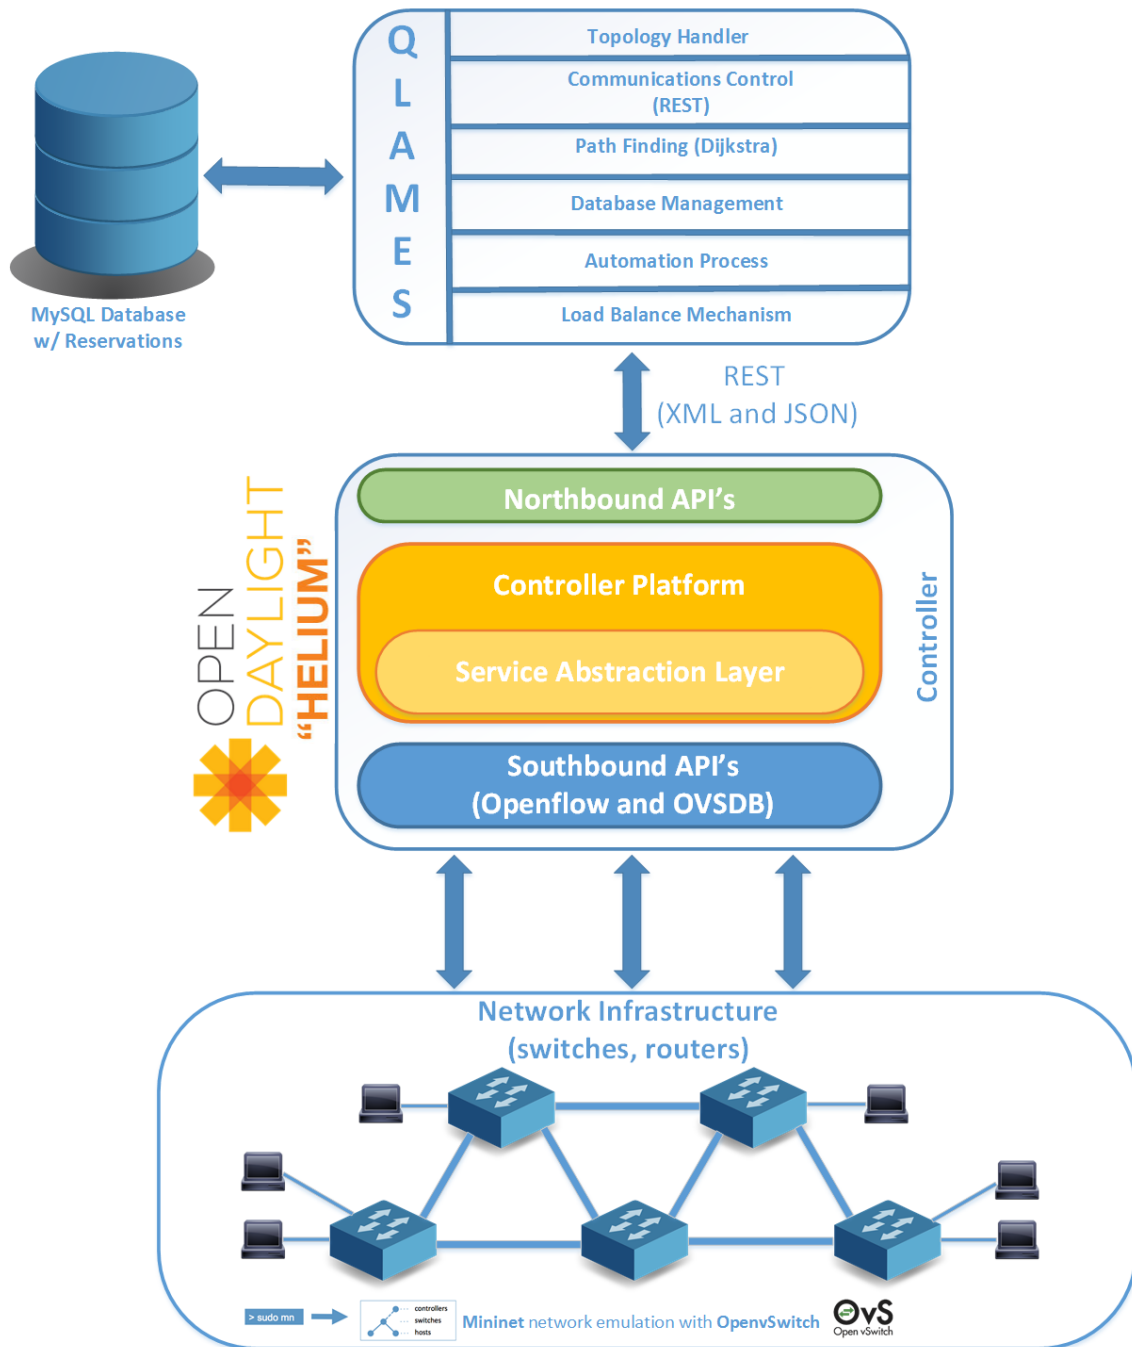 Q
L
A
M
E
S
Topology Handler
Communications Control
(REST)
Path Finding (Dijkstra)
Database Management
Automation Process
Load Balance Mechanism
MySQL Database
w/ Reservations
REST
(XML and JSON)
OPEN
DAYLIGHT
“HELIUM”
Northbound API's
Controller Platform
Service Abstraction Layer
Southbound API's
(Openflow and OVSDB)
Controller
Network Infrastructure
(switches, routers)
> sudo mn
controllers
switches
hosts
Mininet network emulation with OpenvSwitch
OvS
Open vSwitch